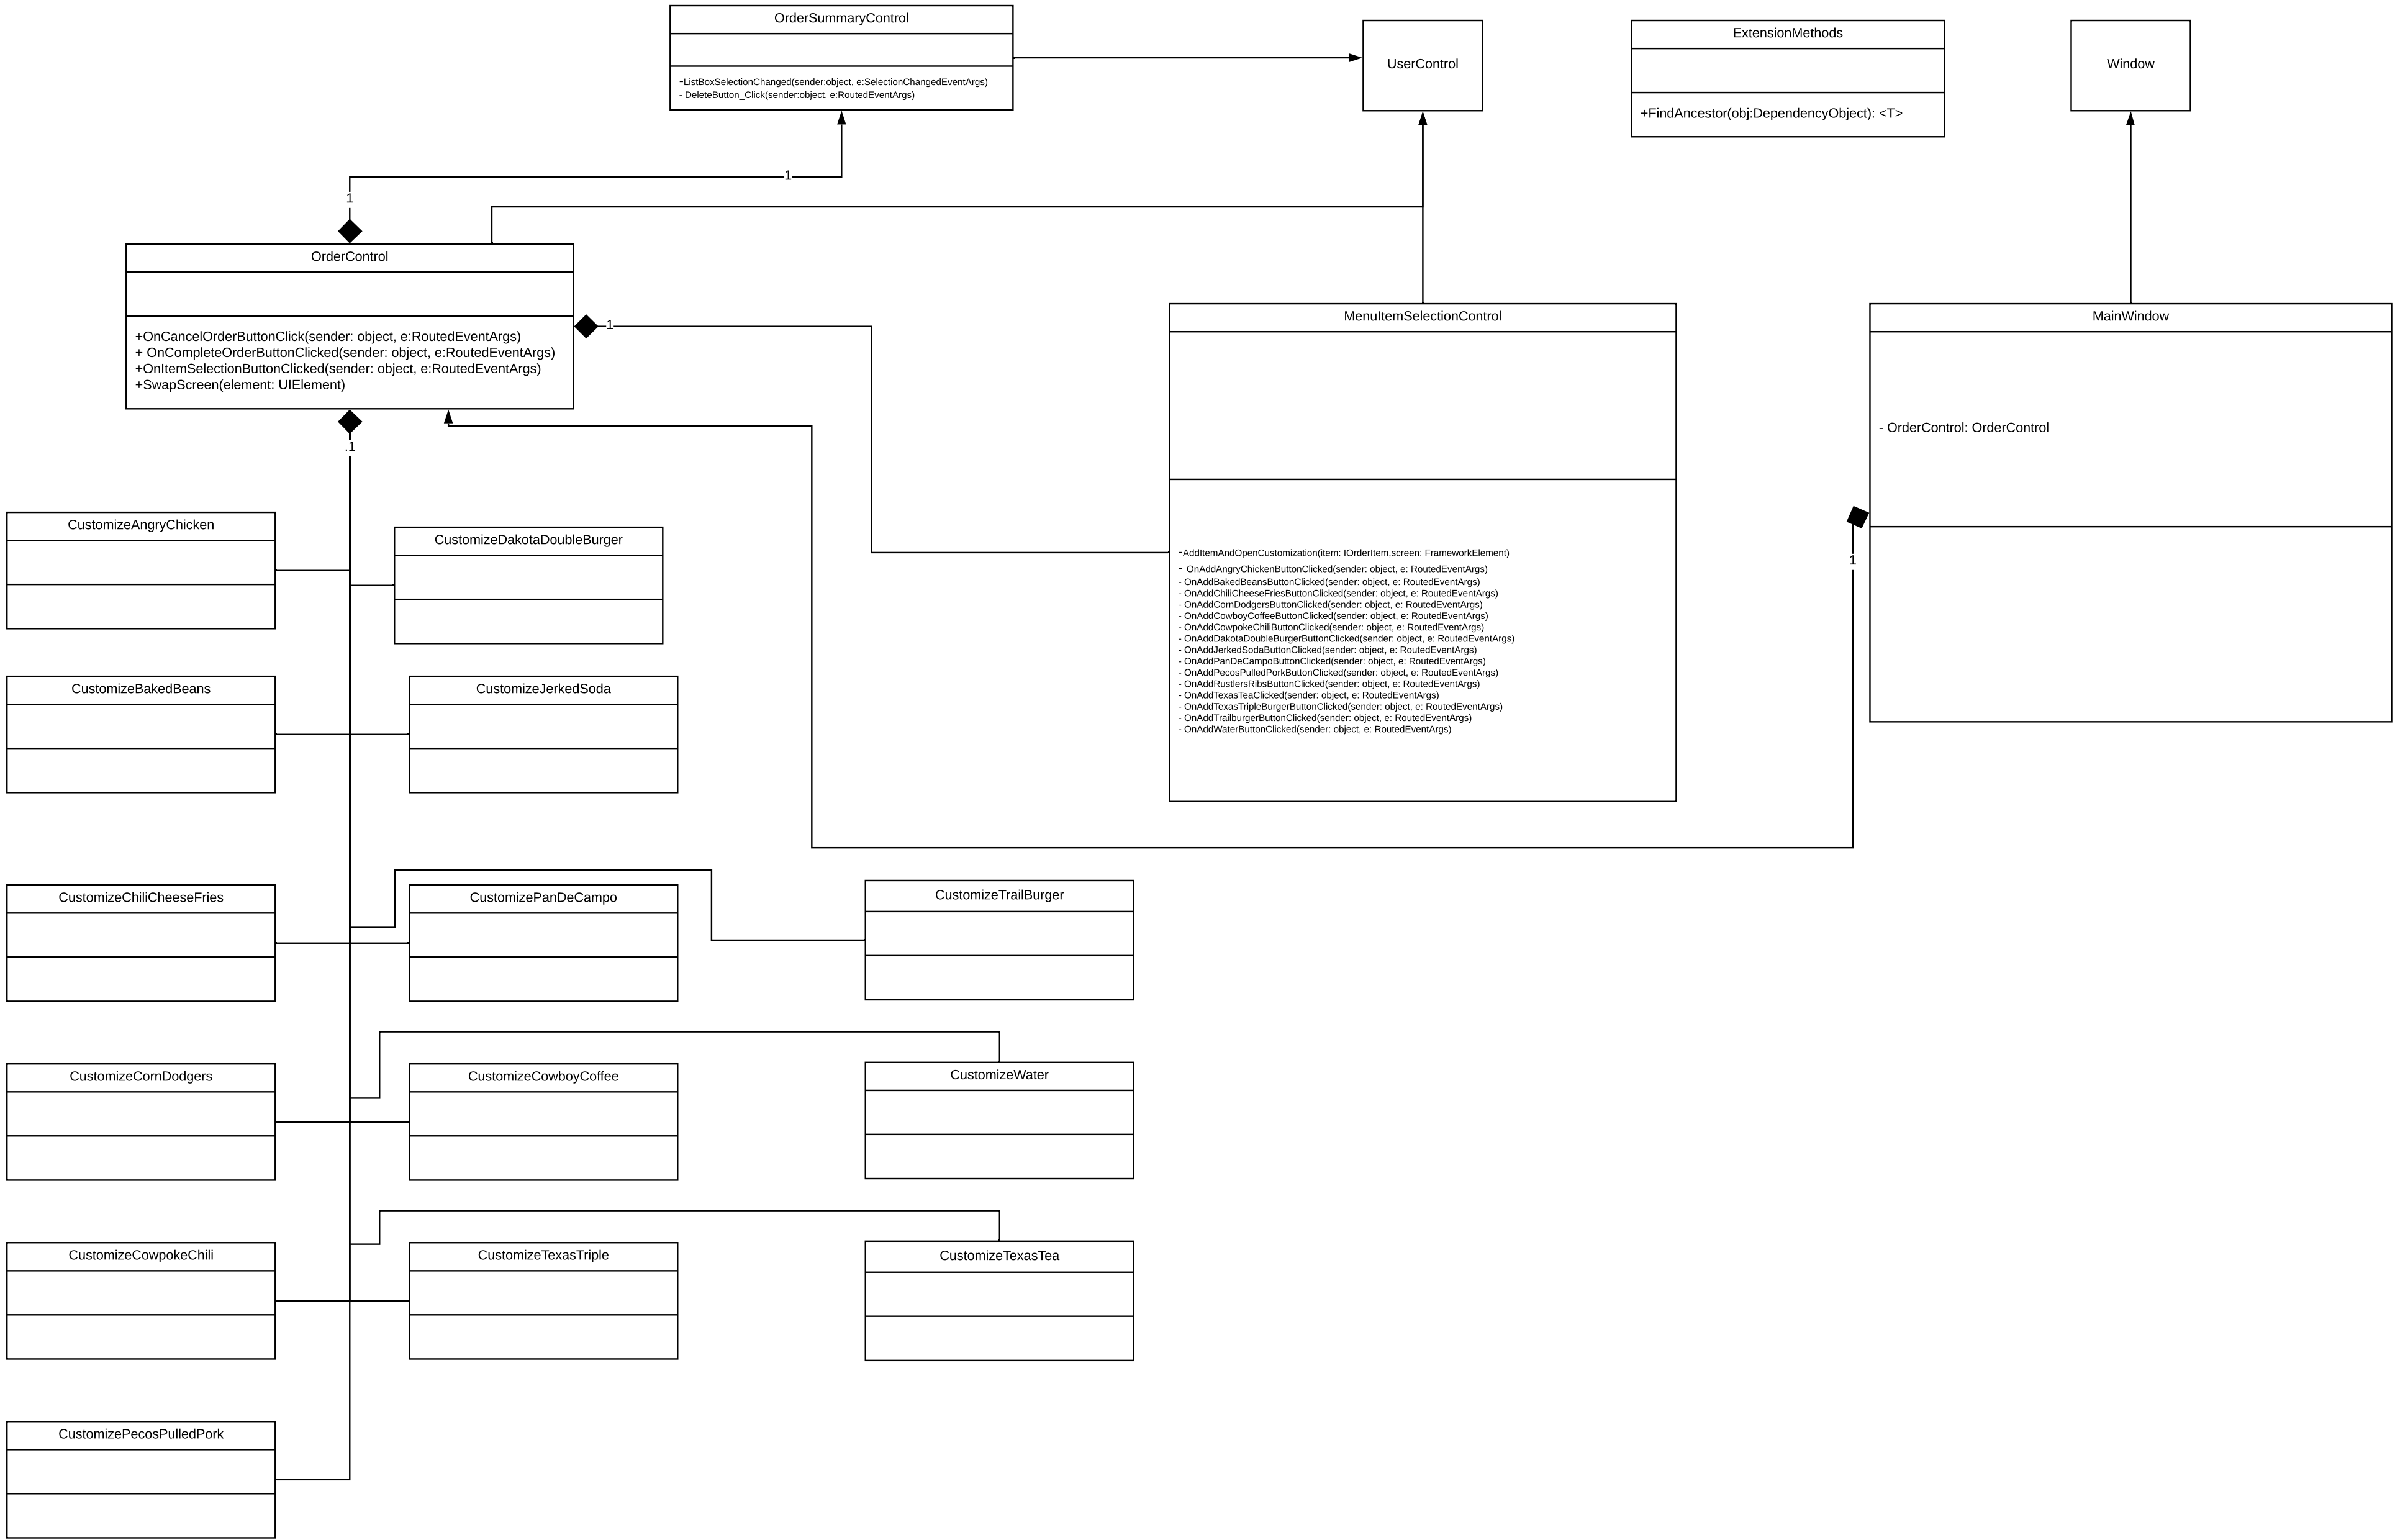 OrderSummaryControl
-ListBoxSelectionChanged(sender:object, e:SelectionChangedEventArgs)
- DeleteButton_Click(sender:object, e:RoutedEventArgs)
UserControl
ExtensionMethods
+FindAncestor(obj:DependencyObject): <T>
Window
1
1
OrderControl
+OnCancelOrderButtonClick(sender: object, e:RoutedEventArgs)
+ OnCompleteOrderButtonClicked(sender: object, e:RoutedEventArgs)
+OnItemSelectionButtonClicked(sender: object, e:RoutedEventArgs)
+SwapScreen(element: UIElement)
1
.1
MenuItemSelectionControl
-AddItemAndOpenCustomization(item: IOrderItem,screen: FrameworkElement)
- OnAddAngryChickenButtonClicked(sender: object, e: RoutedEventArgs)
- OnAddBakedBeansButtonClicked(sender: object, e: RoutedEventArgs)
- OnAddChiliCheeseFriesButtonClicked(sender: object, e: RoutedEventArgs)
- OnAddCornDodgersButtonClicked(sender: object, e: RoutedEventArgs)
- OnAddCowboyCoffeeButtonClicked(sender: object, e: RoutedEventArgs)
- OnAddCowpokeChiliButtonClicked(sender: object, e: RoutedEventArgs)
- OnAddDakotaDoubleBurgerButtonClicked(sender: object, e: RoutedEventArgs)
- OnAddJerkedSodaButtonClicked(sender: object, e: RoutedEventArgs)
- OnAddPanDeCampoButtonClicked(sender: object, e: RoutedEventArgs)
- OnAddPecosPulledPorkButtonClicked(sender: object, e: RoutedEventArgs)
- OnAddRustlersRibsButtonClicked(sender: object, e: RoutedEventArgs)
- OnAddTexasTeaClicked(sender: object, e: RoutedEventArgs)
- OnAddTexasTripleBurgerButtonClicked(sender: object, e: RoutedEventArgs)
- OnAddTrailburgerButtonClicked(sender: object, e: RoutedEventArgs)
- OnAddWaterButtonClicked(sender: object, e: RoutedEventArgs)
MainWindow
- OrderControl: OrderControl
1
CustomizeAngryChicken
CustomizeDakotaDoubleBurger
CustomizeBakedBeans
CustomizeJerkedSoda
CustomizeChiliCheeseFries
CustomizePanDeCampo
CustomizeTrailBurger
CustomizeCornDodgers
CustomizeCowboyCoffee
CustomizeWater
CustomizeCowpokeChili
CustomizeTexasTriple
CustomizeTexasTea
CustomizePecosPulledPork